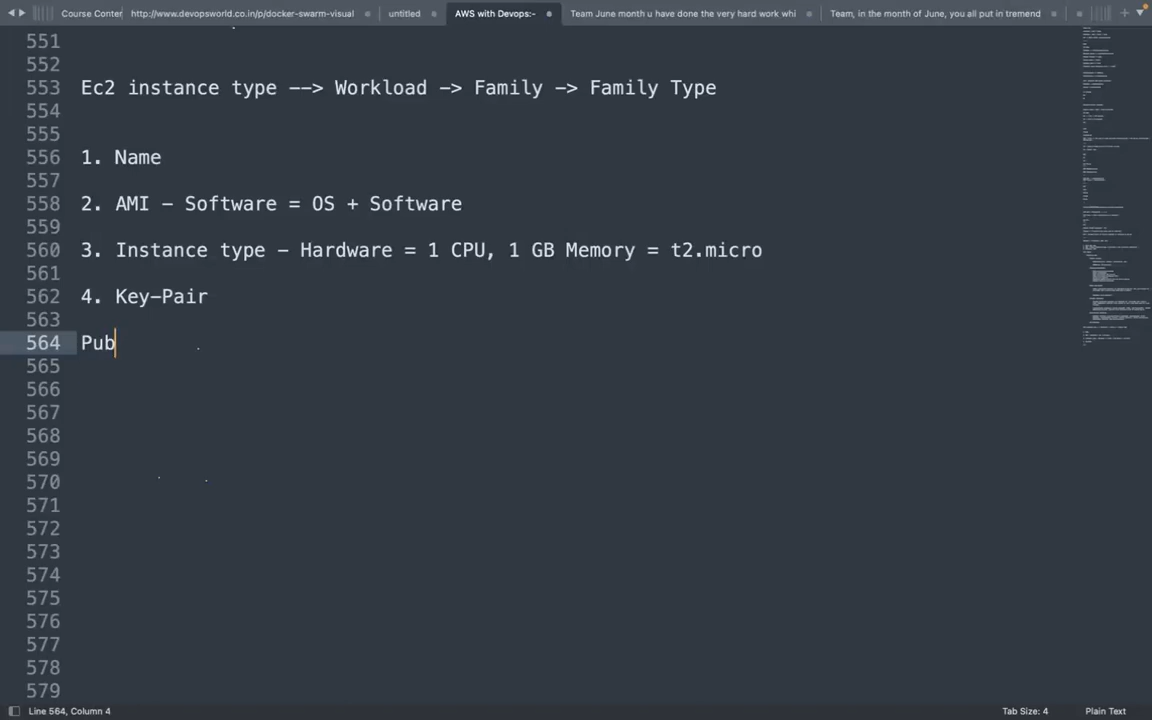 Course Center http://www.devopsworld.co.in/p/docker-swarm-visual untitled AWS with Devops:- Team June month u have done the very hard work whi Team, in the month of June, you all put in tremend
551
552
553 Ec2 instance type --> Workload -> Family -> Family Type
554
555
556 1. Name
557
558 2. AMI - Software = OS + Software
559
560 3. Instance type - Hardware = 1 CPU, 1 GB Memory = t2.micro
561
562 4. Key-Pair
563
564 Pub
565
566
567
568
569
570
571
572
573
574
575
576
577
578
579
Line 564, Column 4 Tab Size: 4 Plain Text